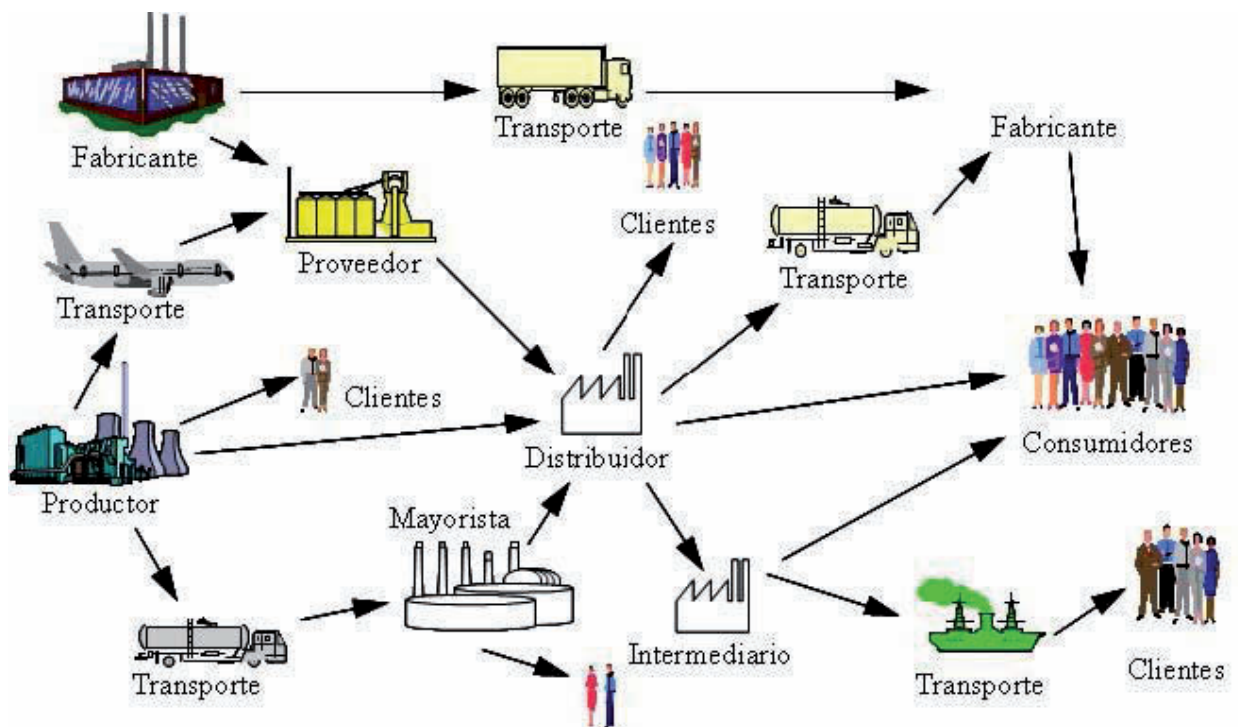 Transporte
Fabricante
Fabricante
Clientes
Proveedor
Transporte
Transporte
Clientes
Consumidores
Distribuidor
Productor
Mayorista
Intermediario
Clientes
Transporte
Transporte